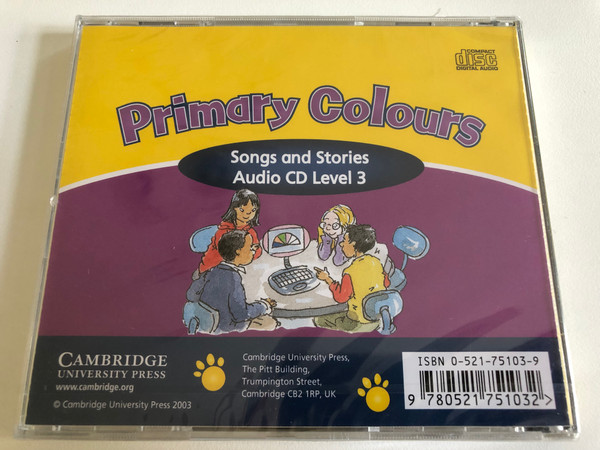 COMPACT
disc
DIGITAL AUDIO
Primary Colours
Songs and Stories
Audio CD Level 3
CAMBRIDGE
UNIVERSITY PRESS
www.cambridge.org
© Cambridge University Press 2003
Cambridge University Press,
The Pitt Building,
Trumpington Street,
Cambridge CB2 1RP, UK
ISBN 0-521-75103-9
9 780521 751032 >